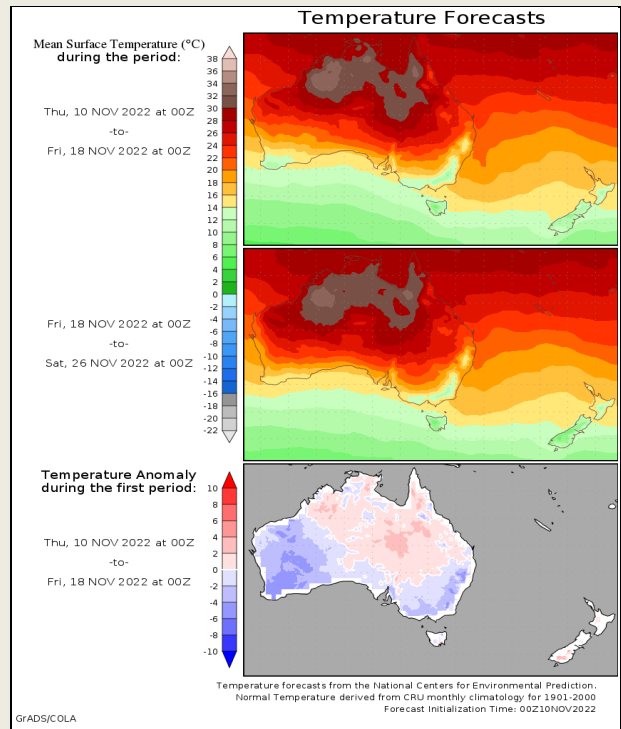 Temperature Forecasts
Mean Surface Temperature (°C)
during the period:
Thu, 10 NOV 2022 at 00Z
-to-
Fri, 18 NOV 2022 at 00Z
38
36
34
32
30
28
26
24
22
20
18
16
14
12
10
8
6
4
2
0
-2
-4
-6
-8
-10
-12
-14
-16
-18
-20
-22
Fri, 18 NOV 2022 at 00Z
-to-
Sat, 26 NOV 2022 at 00Z
Temperature Anomaly
during the first period:
Thu, 10 NOV 2022 at 00Z
-to-
Fri, 18 NOV 2022 at 00Z
10
8
6
4
2
0
-2
-4
-6
-8
-10
Temperature forecasts from the National Centers for Environmental Prediction.
Normal Temperature derived from CRU monthly climatology for 1901-2000
Forecast Initialization Time: 00Z10NOV2022
GrADS/COLA